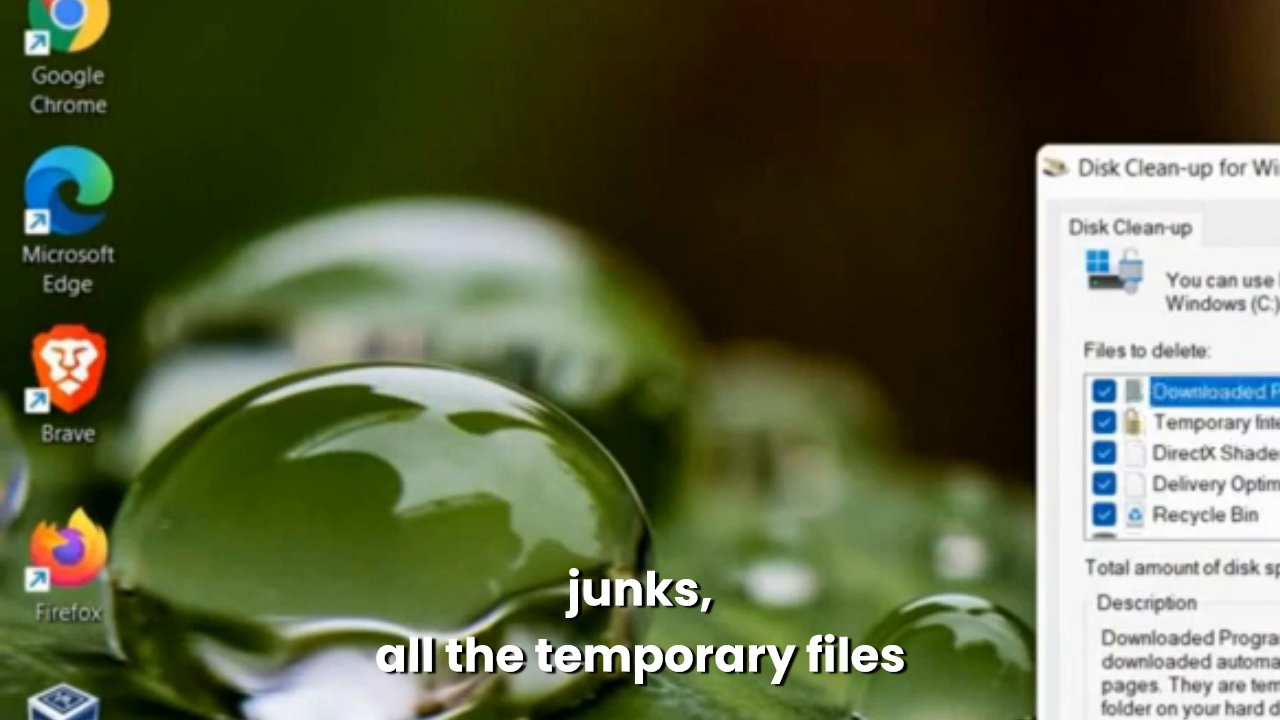 Google
Chrome
Microsoft
Edge
Brave
Firefox
Disk Clean-up for Wi
Disk Clean-up
You can use
Windows (C:)
Files to delete:
Downloaded P
Temporary Inte
DirectX Shade
Delivery Optim
Recycle Bin
Total amount of disk sp
Description
Downloaded Progra
downloaded automa
pages. They are tem
folder on your hard d
junks,
all the temporary files